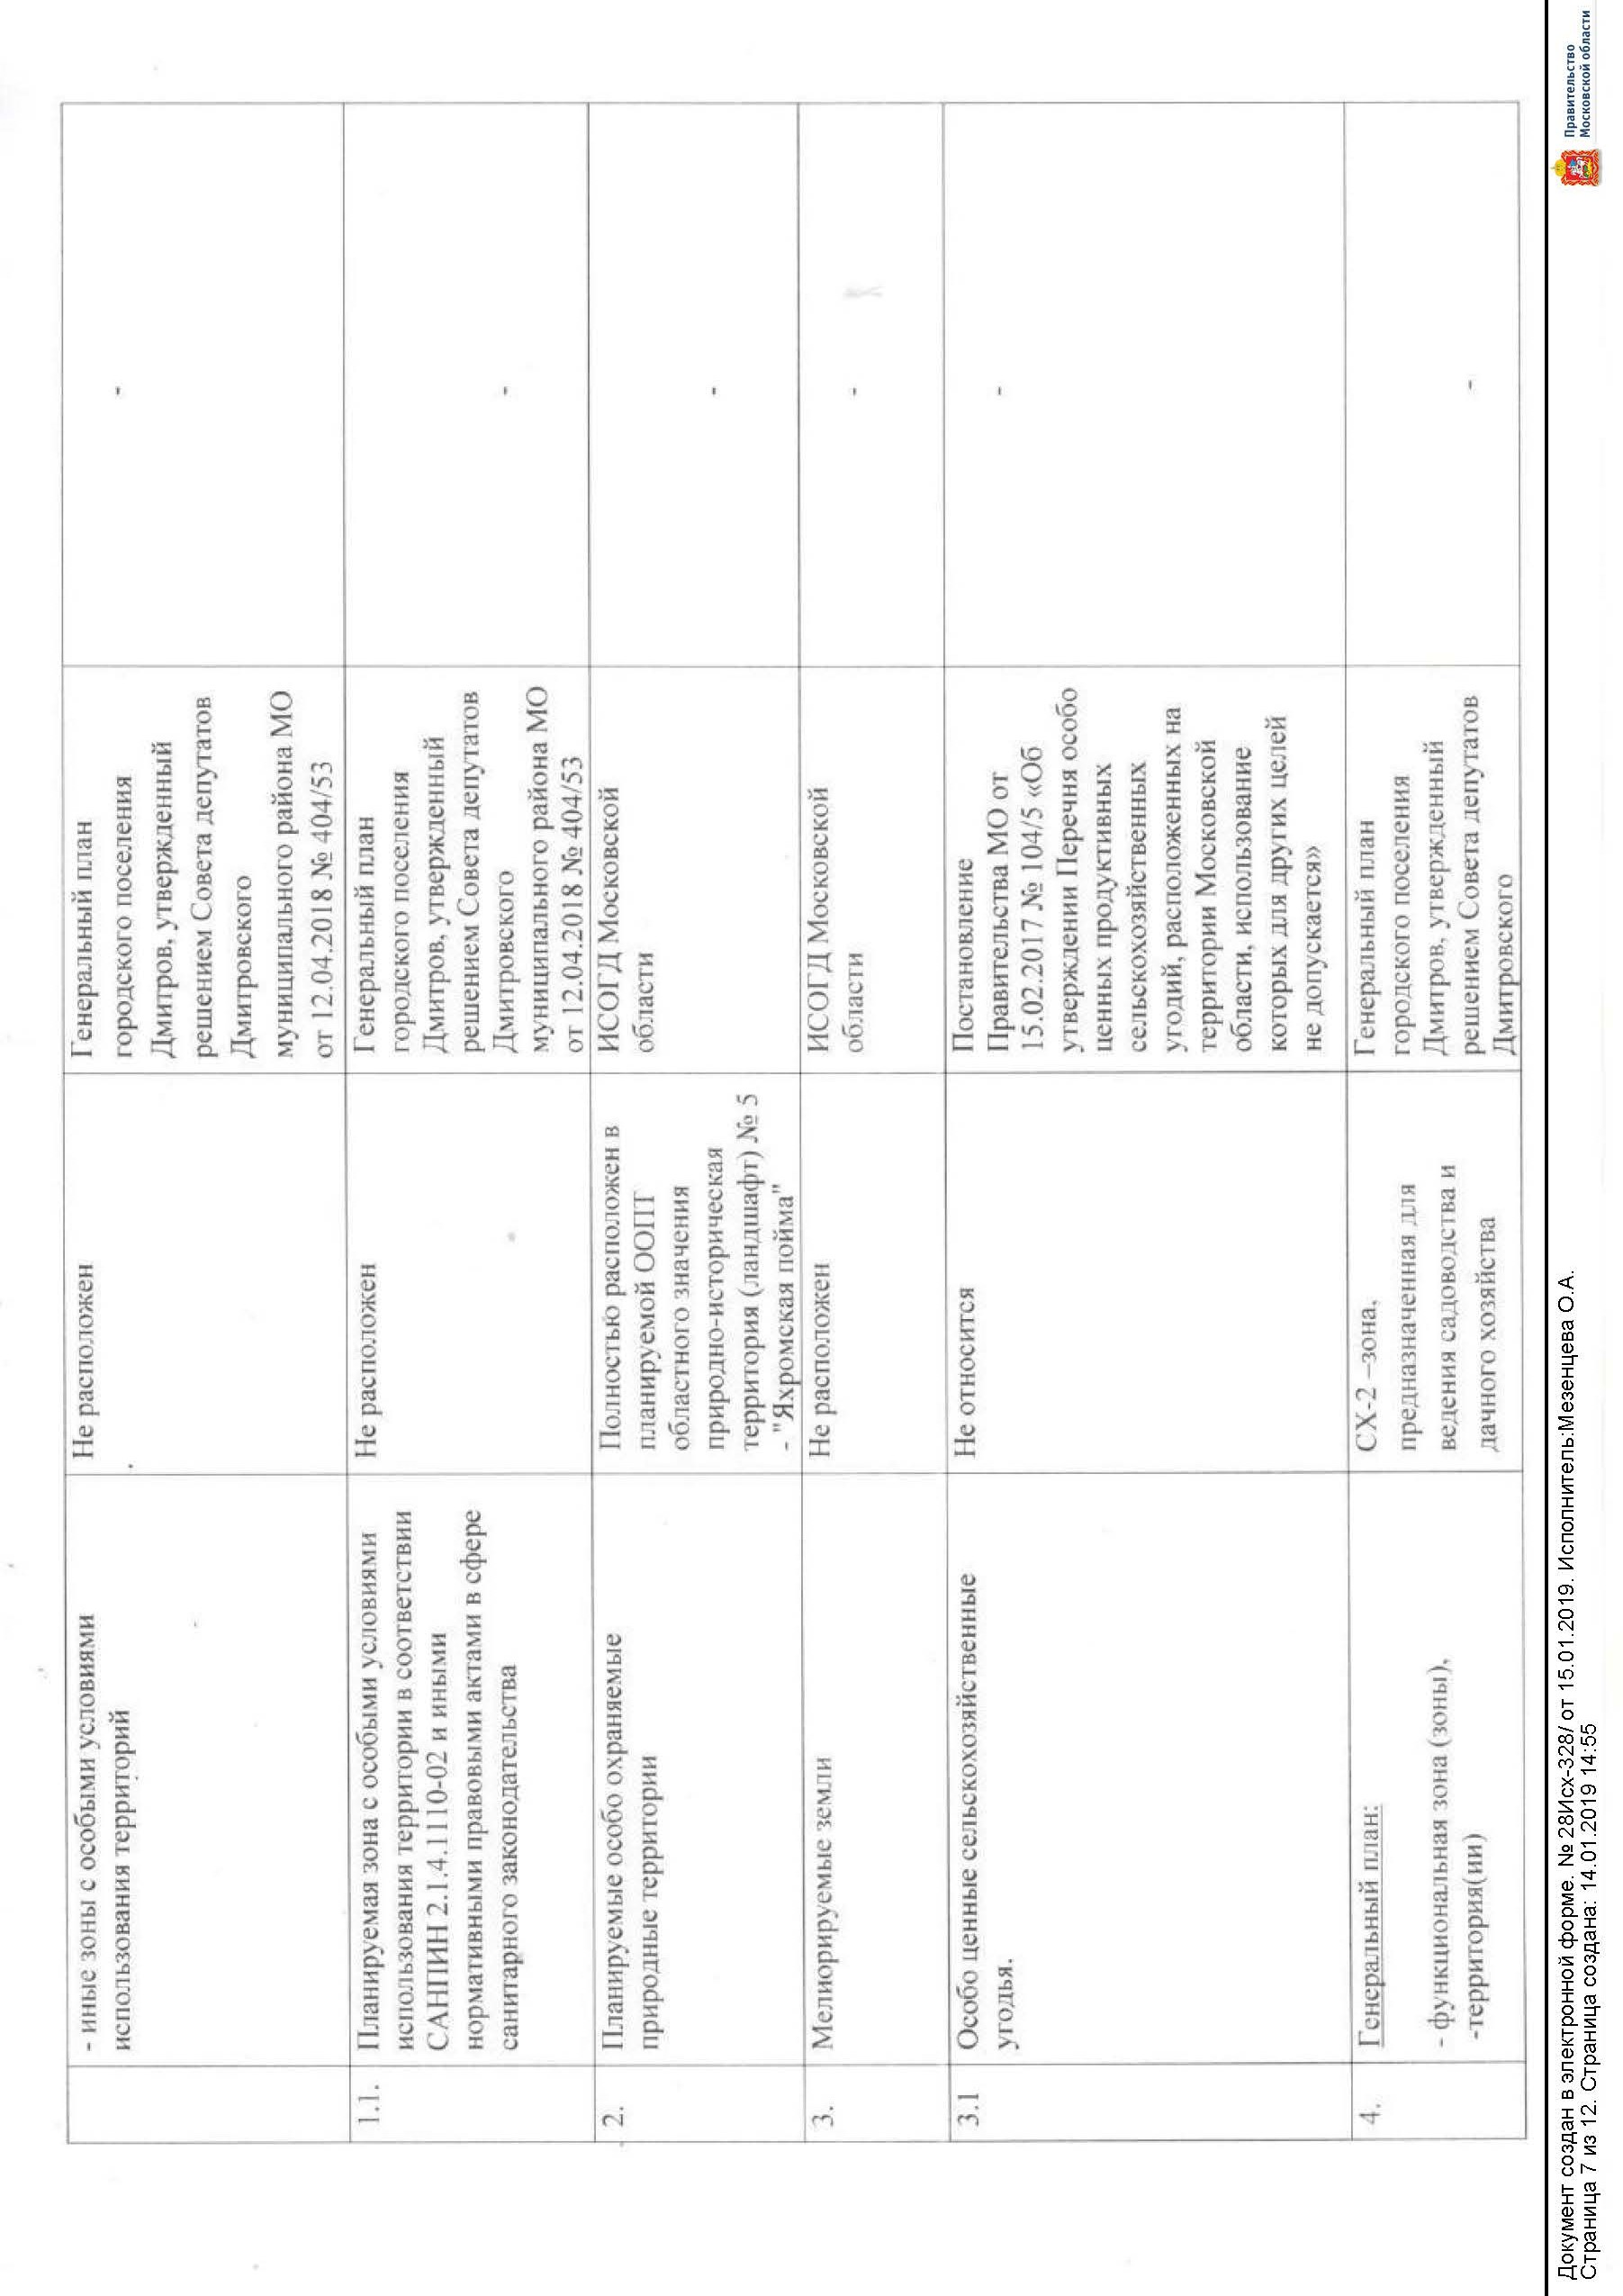 - иные зоны с особыми условиями
использования территорий
Не расположен
Генеральный план
городского поселения
Дмитров, утвержденный
решением Совета депутатов
Дмитровского
муниципального района МО
от 12.04.2018 № 404/53
-
1.1.
Планируемая зона с особыми условиями
использования территории в соответствии
САНПИН 2.1.4.1110-02 и иными
нормативными правовыми актами в сфере
санитарного законодательства
Не расположен
Генеральный план
городского поселения
Дмитров, утвержденный
решением Совета депутатов
Дмитровского
муниципального района МО
от 12.04.2018 № 404/53
-
2.
Планируемые особо охраняемые
природные территории
Полностью расположен в
планируемой ООПТ
областного значения
природно-историческая
территория (ландшафт) № 5
- "Яхромская пойма"
ИСОГД Московской
области
-
3.
Мелиорируемые земли
Не расположен
ИСОГД Московской
области
-
3.1
Особо ценные сельскохозяйственные
угодья.
Не относится
Постановление
Правительства МО от
15.02.2017 № 104/5 «Об
утверждении Перечня особо
ценных продуктивных
сельскохозяйственных
угодий, расположенных на
территории Московской
области, использование
которых для других целей
не допускается»
-
4.
Генеральный план:
- функциональная зона (зоны),
-территория(ии)
СХ-2 –зона,
предназначенная для
ведения садоводства и
дачного хозяйства
Генеральный план
городского поселения
Дмитров, утвержденный
решением Совета депутатов
Дмитровского
-
Документ создан в электронной форме. № 28Исх-328/ от 15.01.2019. Исполнитель:Мезенцева О.А.
Страница 7 из 12. Страница создана: 14.01.2019 14:55
Правительство
Московской области